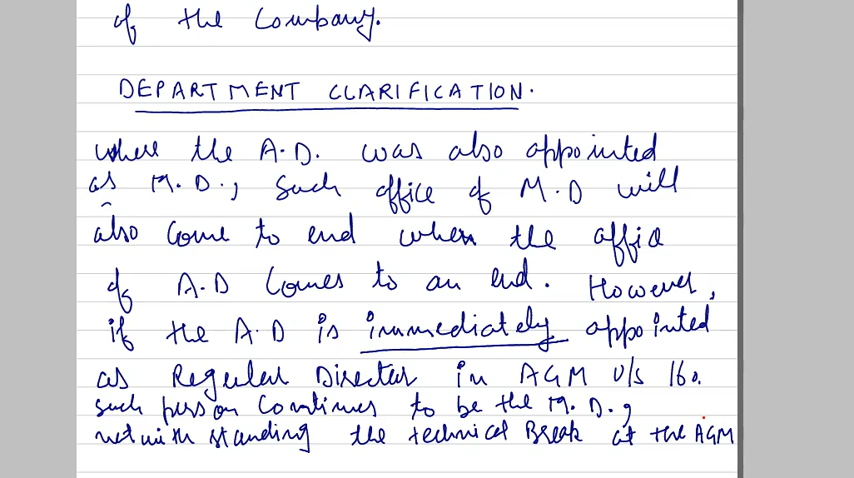 of the Company.
DEPARTMENT CLARIFICATION.
where the A.D. was also appointed
as M.D., such office of M.D will
also come to end when the office
of A.D comes to an end. However,
if the A.D is immediately appointed
as Regular Director in AGM u/s 160.
such person continues to be the M.D.,
notwithstanding the technical Break at the AGM